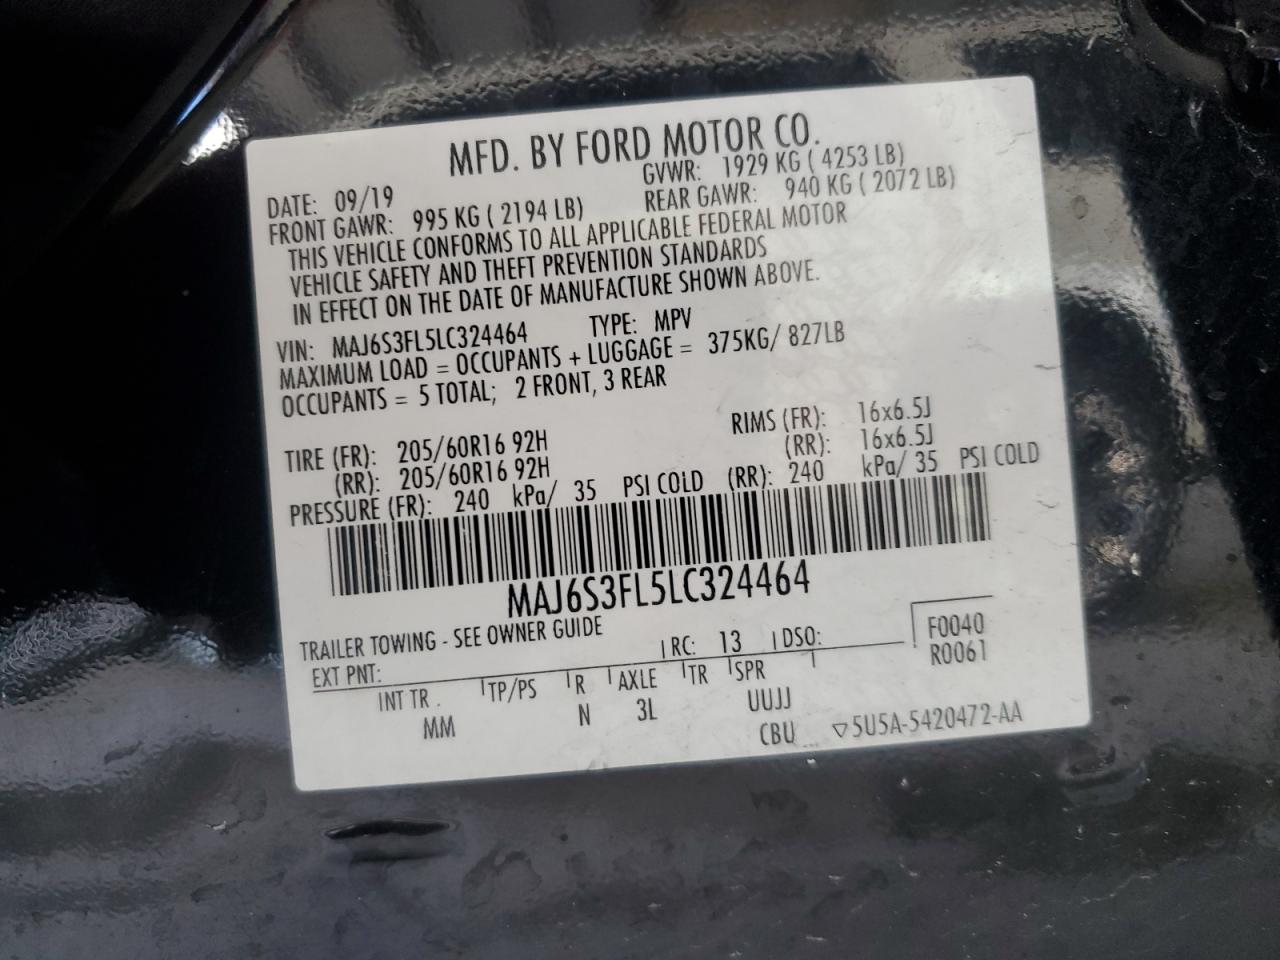 MFD. BY FORD MOTOR CO.
DATE: 09/19 GVWR: 1929 KG ( 4253 LB)
FRONT GAWR: 995 KG ( 2194 LB) REAR GAWR: 940 KG ( 2072 LB)
THIS VEHICLE CONFORMS TO ALL APPLICABLE FEDERAL MOTOR
VEHICLE SAFETY AND THEFT PREVENTION STANDARDS
IN EFFECT ON THE DATE OF MANUFACTURE SHOWN ABOVE.
VIN: MAJ6S3FL5LC324464 TYPE: MPV
MAXIMUM LOAD = OCCUPANTS + LUGGAGE = 375KG/ 827LB
OCCUPANTS = 5 TOTAL; 2 FRONT, 3 REAR
TIRE (FR): 205/60R16 92H RIMS (FR): 16x6.5J
(RR): 205/60R16 92H (RR): 16x6.5J
PRESSURE (FR): 240 kPa/ 35 PSI COLD (RR): 240 kPa/ 35 PSI COLD
MAJ6S3FL5LC324464
TRAILER TOWING - SEE OWNER GUIDE
EXT PNT: RC: 13 DSO: F0040
INT TR TP/PS R AXLE TR SPR R0061
MM N 3L UUJJ
CBU ▽5U5A-5420472-AA